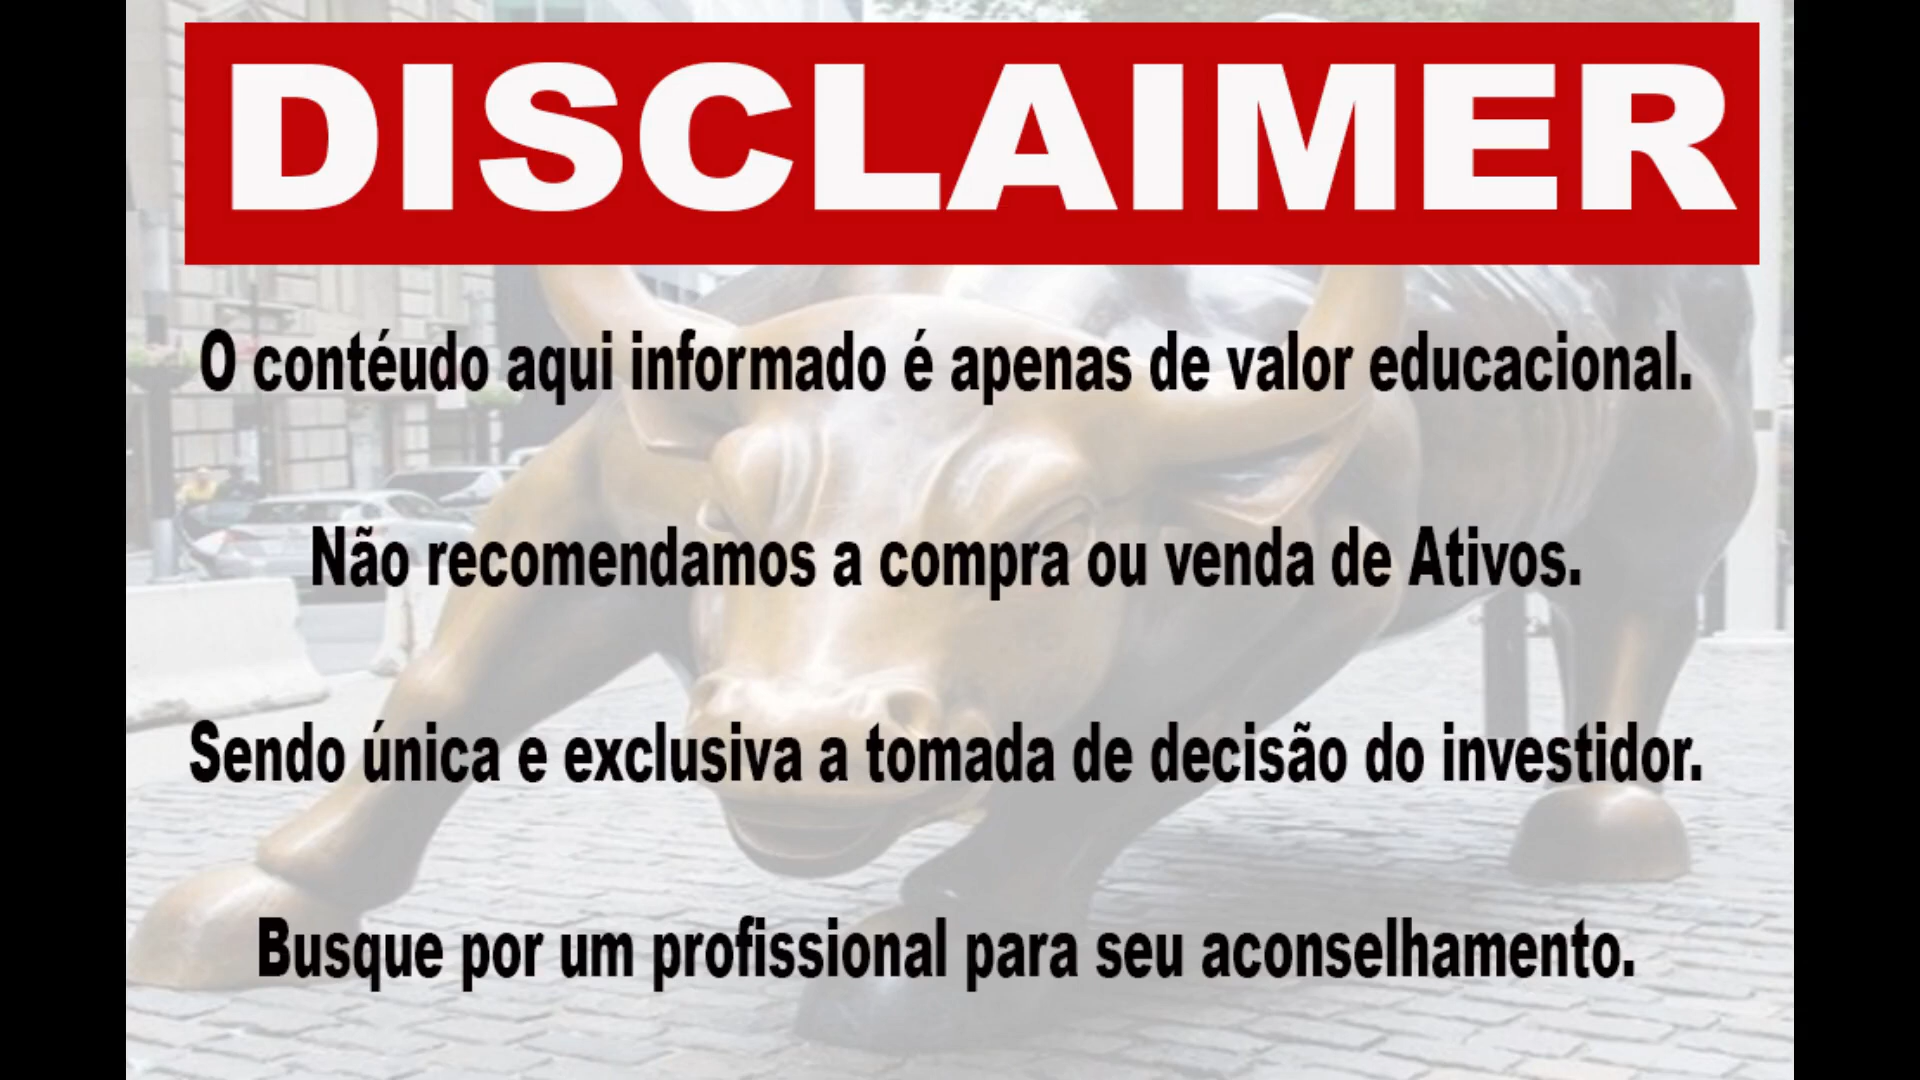 DISCLAIMER
O contéudo aqui informado é apenas de valor educacional.
Não recomendamos a compra ou venda de Ativos.
Sendo única e exclusiva a tomada de decisão do investidor.
Busque por um profissional para seu aconselhamento.